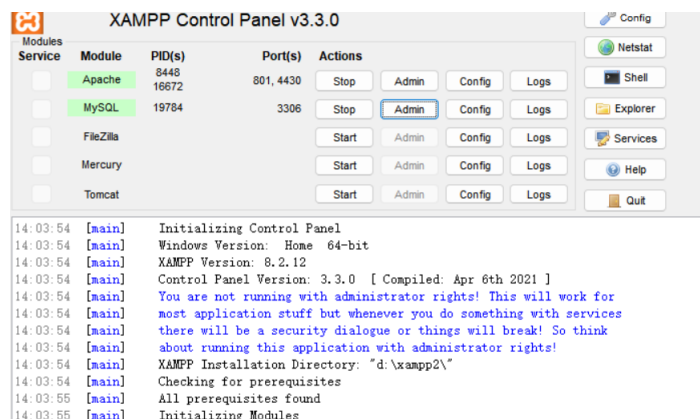 XAMPP Control Panel v3.3.0
Config
Modules
Service Module PID(s) Port(s) Actions
Netstat
Apache 8448 16672 801, 4430 Stop Admin Config Logs
Shell
MySQL 19784 3306 Stop Admin Config Logs
Explorer
FileZilla Start Admin Config Logs
Services
Mercury Start Admin Config Logs
Help
Tomcat Start Admin Config Logs
Quit
14:03:54 [main] Initializing Control Panel
14:03:54 [main] Windows Version: Home 64-bit
14:03:54 [main] XAMPP Version: 8.2.12
14:03:54 [main] Control Panel Version: 3.3.0 [ Compiled: Apr 6th 2021 ]
14:03:54 [main] You are not running with administrator rights! This will work for
14:03:54 [main] most application stuff but whenever you do something with services
14:03:54 [main] there will be a security dialogue or things will break! So think
14:03:54 [main] about running this application with administrator rights!
14:03:54 [main] XAMPP Installation Directory: "d:\xampp2\"
14:03:54 [main] Checking for prerequisites
14:03:55 [main] All prerequisites found
14:03:55 [main] Initializing Modules